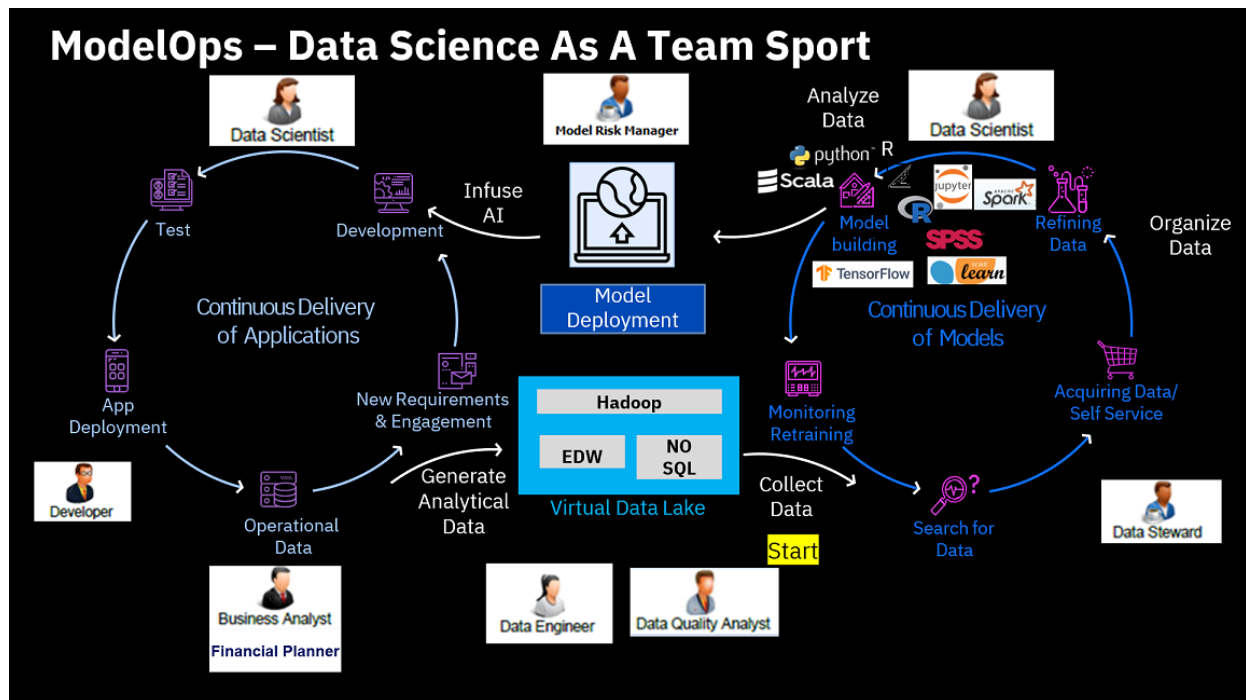 ModelOps – Data Science As A Team Sport
Data Scientist
Model Risk Manager
Analyze
Data
Data Scientist
python
R
Scala
jupyter
APACHE
Spark
R
SPSS
TensorFlow
learn
Model
building
Refining
Data
Organize
Data
Infuse
AI
Test
Development
Model
Deployment
Continuous Delivery
of Applications
Continuous Delivery
of Models
App
Deployment
New Requirements
& Engagement
Hadoop
EDW
NO
SQL
Virtual Data Lake
Monitoring
Retraining
Acquiring Data/
Self Service
Developer
Operational
Data
Generate
Analytical
Data
Collect
Data
Start
?
Search for
Data
Data Steward
Business Analyst
Financial Planner
Data Engineer
Data Quality Analyst